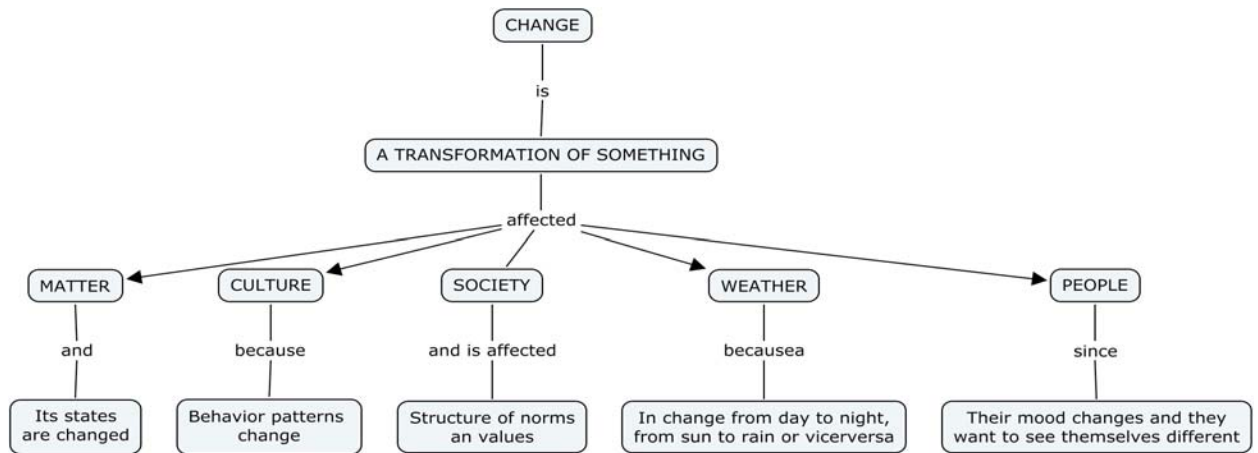 CHANGE
is
A TRANSFORMATION OF SOMETHING
affected
MATTER
CULTURE
SOCIETY
WEATHER
PEOPLE
and
because
and is affected
becausea
since
Its states
are changed
Behavior patterns
change
Structure of norms
an values
In change from day to night,
from sun to rain or vicerversa
Their mood changes and they
want to see themselves different